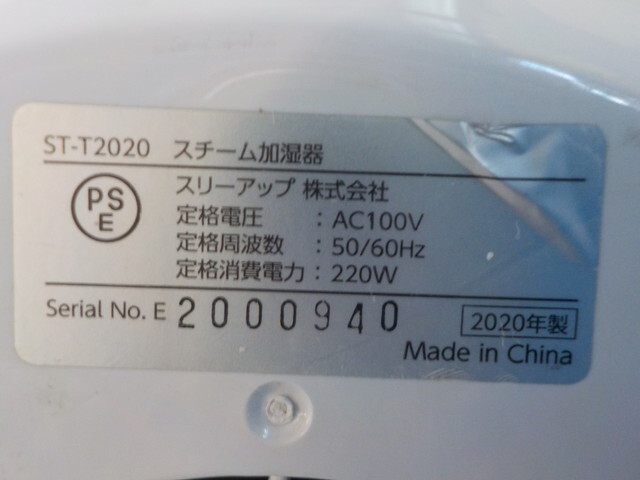 ST-T2020 スチーム加湿器
PS
E
スリーアップ 株式会社
定格電圧 : AC100V
定格周波数 : 50/60Hz
定格消費電力 : 220W
Serial No. E 2000940
2020年製
Made in China